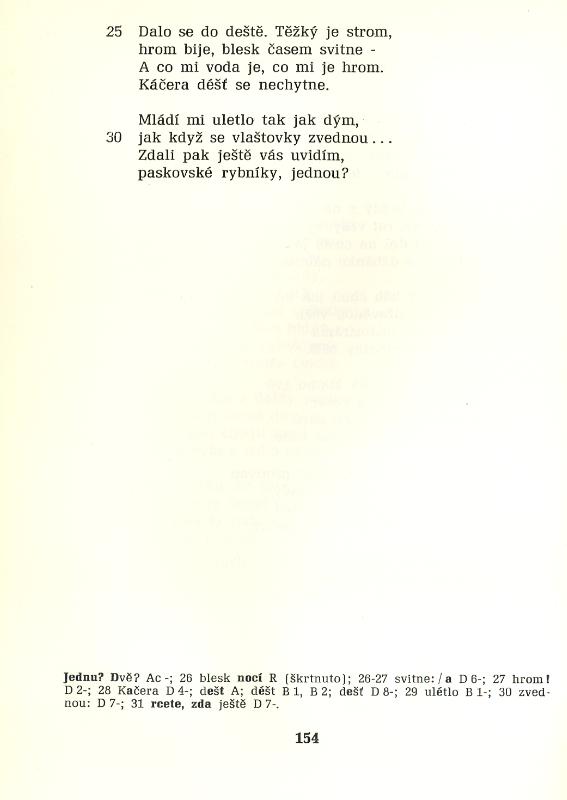 25 Dalo se do deště. Těžký je strom,
hrom bije, blesk časem svitne -
A co mi voda je, co mi je hrom.
Káčera déšť se nechytne.
Mládí mi uletlo tak jak dým,
30 jak když se vlaštovky zvednou...
Zdali pak ještě vás uvidím,
paskovské rybníky, jednou?
Jednu? Dvě? Ac-; 26 blesk nocí R (škrtnuto); 26-27 svitne:/a D 6-; 27 hrom!
D 2-; 28 Kačera D 4-; dešt A; déšt B 1, B 2; dešť D 8-; 29 ulétlo B 1-; 30 zved-
nou: D 7-; 31 rcete, zda ještě D 7-.
154